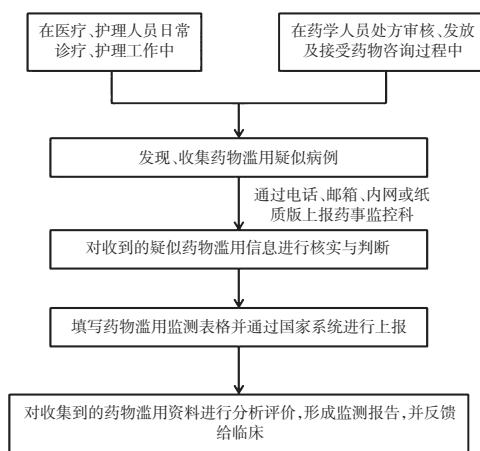 在医疗、护理人员日常
诊疗、护理工作中
在药学人员处方审核、发放
及接受药物咨询过程中
发现、收集药物滥用疑似病例
通过电话、邮箱、内网或纸
质版上报药事监控科
对收到的疑似药物滥用信息进行核实与判断
填写药物滥用监测表格并通过国家系统进行上报
对收集到的药物滥用资料进行分析评价,形成监测报告,并反馈
给临床